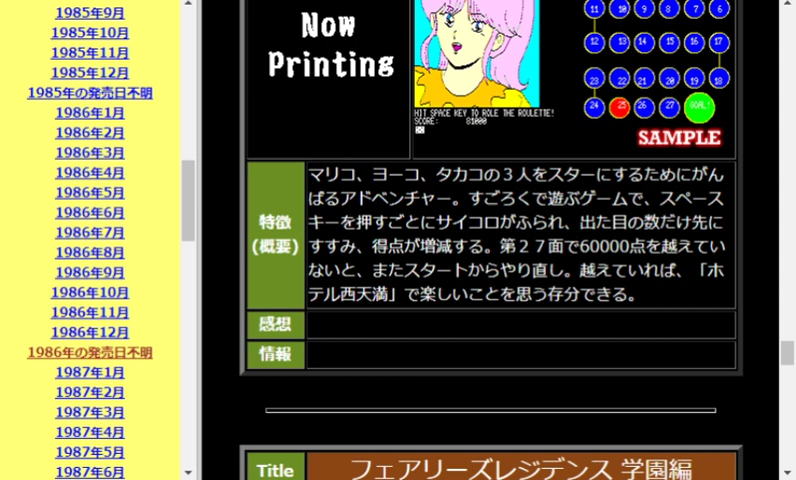 1985年9月
1985年10月
1985年11月
1985年12月
1985年の発売日不明
1986年1月
1986年2月
1986年3月
1986年4月
1986年5月
1986年6月
1986年7月
1986年8月
1986年9月
1986年10月
1986年11月
1986年12月
1986年の発売日不明
1987年1月
1987年2月
1987年3月
1987年4月
1987年5月
1987年6月
Now
Printing
HIT SPACE KEY TO ROLE THE ROULETTE!
SCORE: 81000
11 10 9 8 7 6
12 13 14 15 16 17
23 22 21 20 19 18
24 25 26 27 GOAL!
SAMPLE
特徴
(概要)
マリコ、ヨーコ、タカコの３人をスターにするためにがん
ばるアドベンチャー。すごろくで遊ぶゲームで、スペース
キーを押すごとにサイコロがふられ、出た目の数だけ先に
すすみ、得点が増減する。第２７面で60000点を越えてい
ないと、またスタートからやり直し。越えていれば、「ホ
テル西天満」で楽しいことを思う存分できる。
感想
情報
Title
フェアリーズレジデンス 学園編